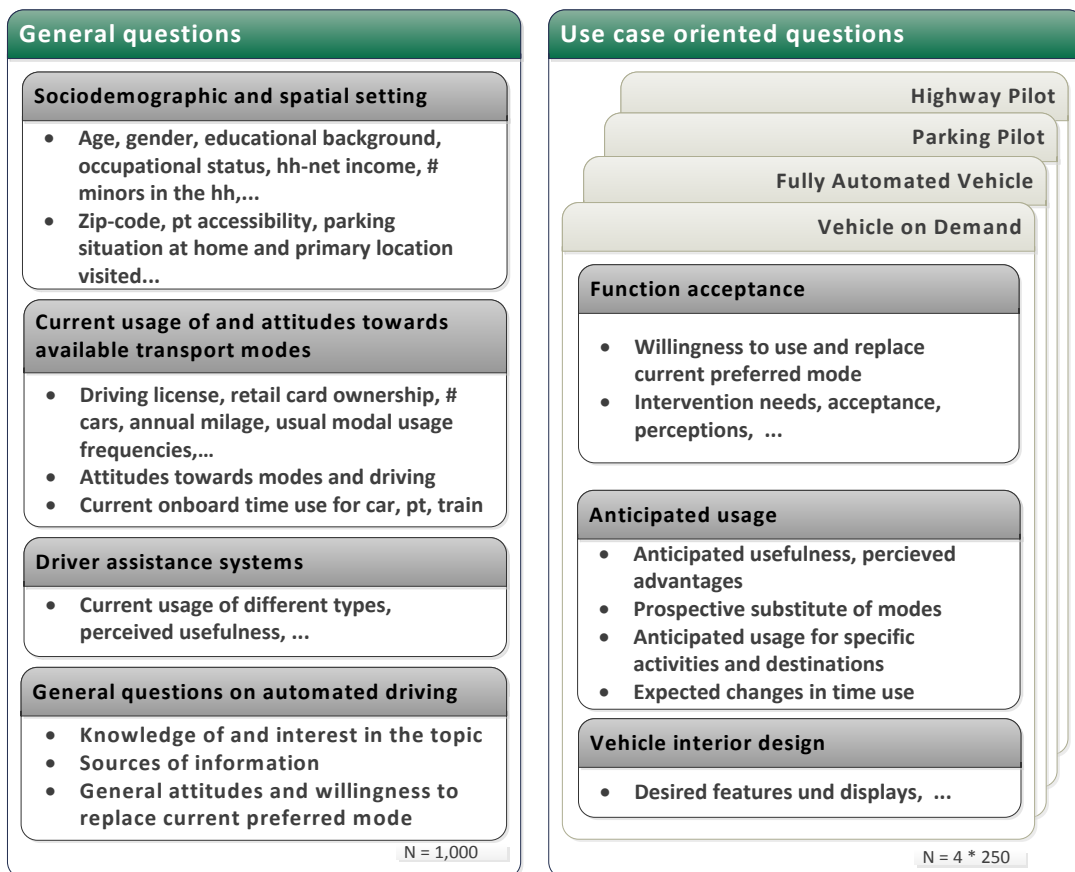 General questions
Sociodemographic and spatial setting
• Age, gender, educational background,
occupational status, hh-net income, #
minors in the hh,...
• Zip-code, pt accessibility, parking
situation at home and primary location
visited...
Current usage of and attitudes towards
available transport modes
• Driving license, retail card ownership, #
cars, annual milage, usual modal usage
frequencies,…
• Attitudes towards modes and driving
• Current onboard time use for car, pt, train
Driver assistance systems
• Current usage of different types,
perceived usefulness, ...
General questions on automated driving
• Knowledge of and interest in the topic
• Sources of information
• General attitudes and willingness to
replace current preferred mode
N = 1,000
Use case oriented questions
Highway Pilot
Parking Pilot
Fully Automated Vehicle
Vehicle on Demand
Function acceptance
• Willingness to use and replace
current preferred mode
• Intervention needs, acceptance,
perceptions, ...
Anticipated usage
• Anticipated usefulness, percieved
advantages
• Prospective substitute of modes
• Anticipated usage for specific
activities and destinations
• Expected changes in time use
Vehicle interior design
• Desired features und displays, ...
N = 4 * 250